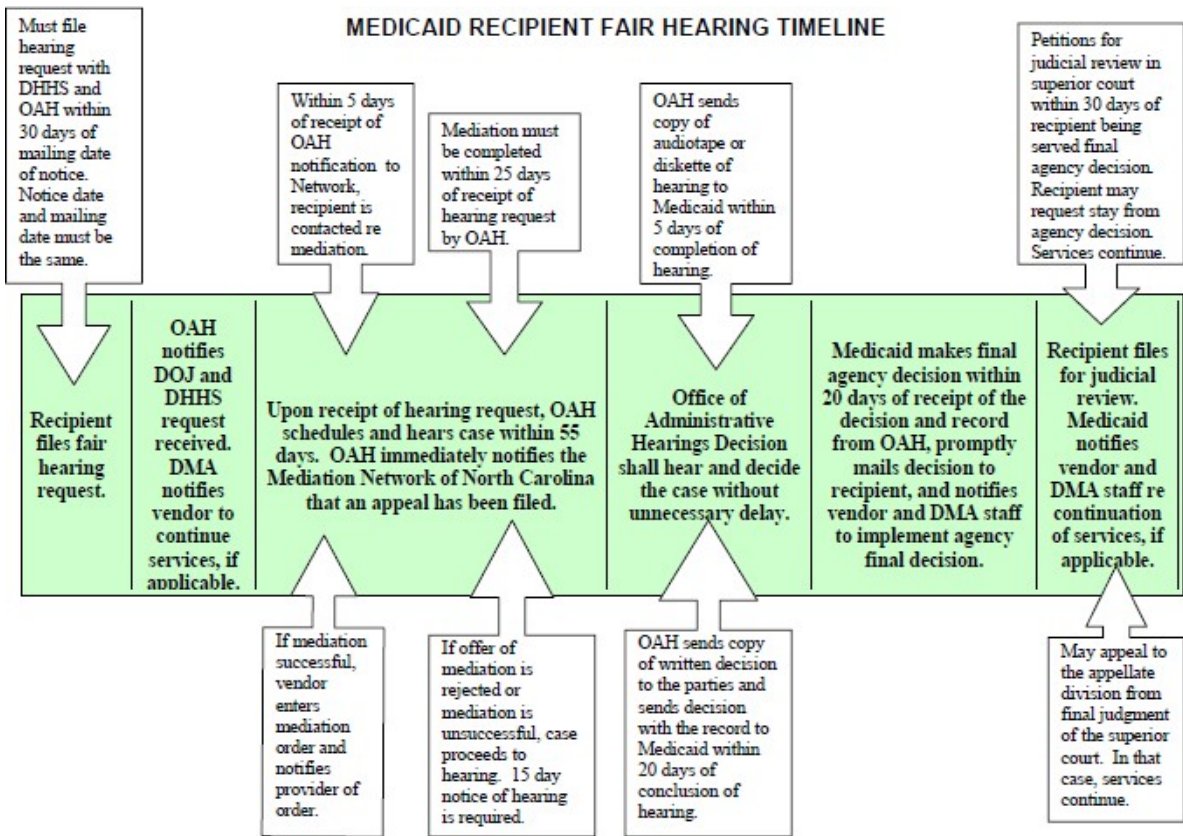 MEDICAID RECIPIENT FAIR HEARING TIMELINE
Must file
hearing
request with
DHHS and
OAH within
30 days of
mailing date
of notice.
Notice date
and mailing
date must be
the same.
Within 5 days
of receipt of
OAH
notification to
Network,
recipient is
contacted re
mediation.
Mediation must
be completed
within 25 days
of receipt of
hearing request
by OAH.
OAH sends
copy of
audiotape or
diskette of
hearing to
Medicaid within
5 days of
completion of
hearing.
Petitions for
judicial review in
superior court
within 30 days of
recipient being
served final
agency decision.
Recipient may
request stay from
agency decision.
Services continue.
Recipient
files fair
hearing
request.
OAH
notifies
DOJ and
DHHS
request
received.
DMA
notifies
vendor to
continue
services, if
applicable.
Upon receipt of hearing request, OAH
schedules and hears case within 55
days. OAH immediately notifies the
Mediation Network of North Carolina
that an appeal has been filed.
Office of
Administrative
Hearings Decision
shall hear and decide
the case without
unnecessary delay.
Medicaid makes final
agency decision within
20 days of receipt of the
decision and record
from OAH, promptly
mails decision to
recipient, and notifies
vendor and DMA staff
to implement agency
final decision.
Recipient files
for judicial
review.
Medicaid
notifies
vendor and
DMA staff re
continuation
of services, if
applicable.
If mediation
successful,
vendor
enters
mediation
order and
notifies
provider of
order.
If offer of
mediation is
rejected or
mediation is
unsuccessful, case
proceeds to
hearing. 15 day
notice of hearing
is required.
OAH sends copy
of written decision
to the parties and
sends decision
with the record to
Medicaid within
20 days of
conclusion of
hearing.
May appeal to
the appellate
division from
final judgment
of the superior
court. In that
case, services
continue.